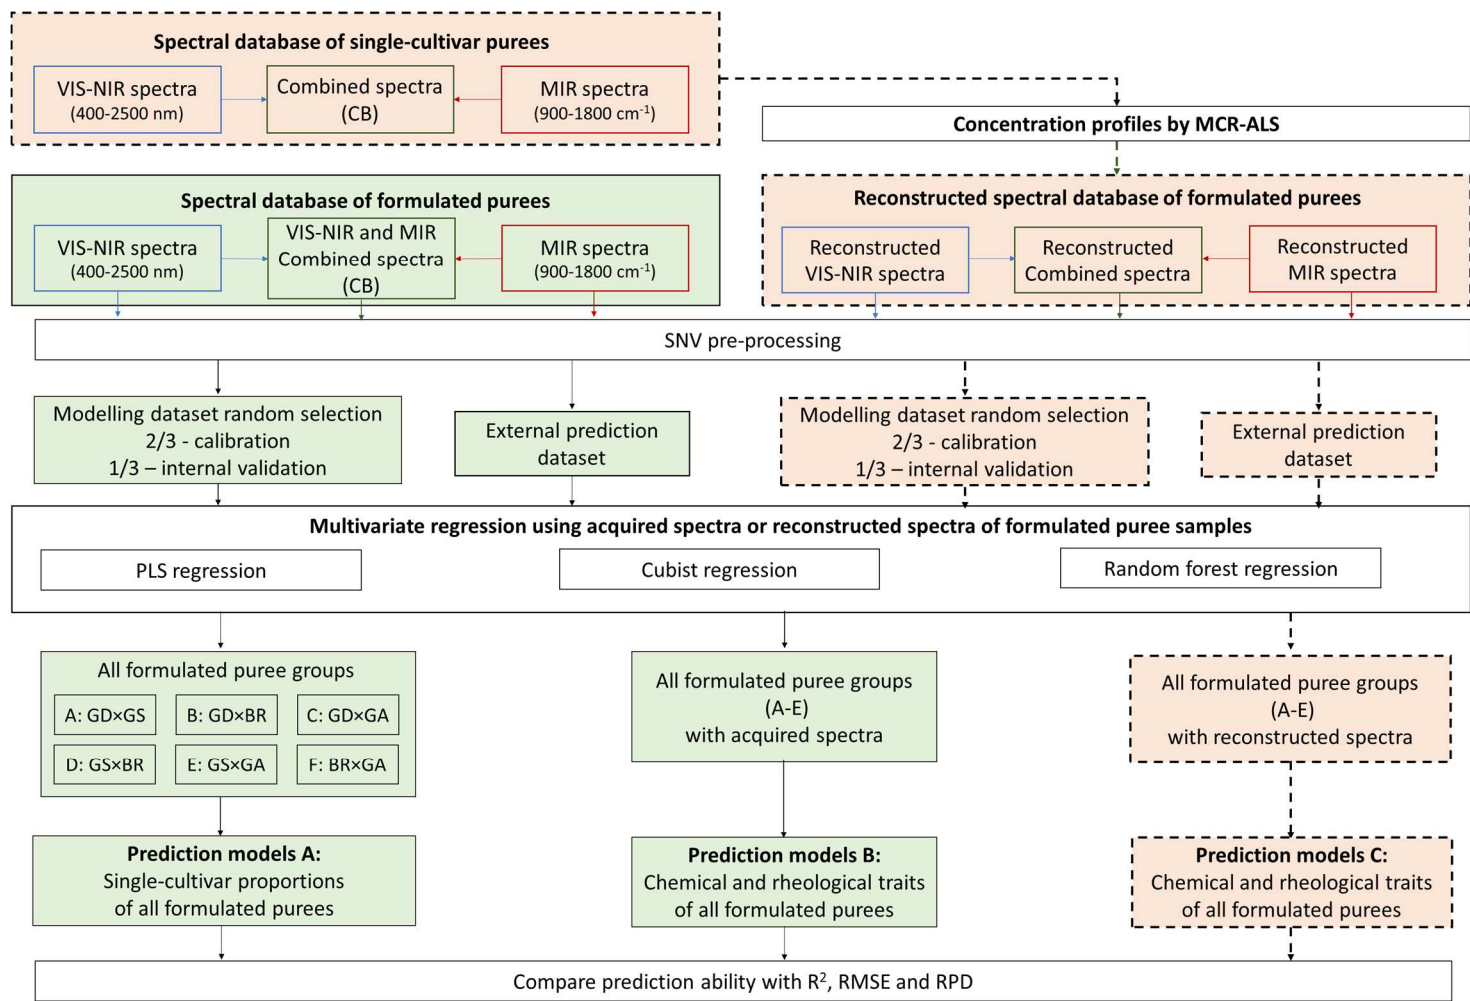 Spectral database of single-cultivar purees
VIS-NIR spectra
(400-2500 nm)
Combined spectra
(CB)
MIR spectra
(900-1800 cm⁻¹)
Concentration profiles by MCR-ALS
Spectral database of formulated purees
VIS-NIR spectra
(400-2500 nm)
VIS-NIR and MIR
Combined spectra
(CB)
MIR spectra
(900-1800 cm⁻¹)
Reconstructed spectral database of formulated purees
Reconstructed
VIS-NIR spectra
Reconstructed
Combined spectra
Reconstructed
MIR spectra
SNV pre-processing
Modelling dataset random selection
2/3 - calibration
1/3 – internal validation
External prediction
dataset
Modelling dataset random selection
2/3 - calibration
1/3 – internal validation
External prediction
dataset
Multivariate regression using acquired spectra or reconstructed spectra of formulated puree samples
PLS regression
Cubist regression
Random forest regression
All formulated puree groups
A: GD×GS
B: GD×BR
C: GD×GA
D: GS×BR
E: GS×GA
F: BR×GA
All formulated puree groups
(A-E)
with acquired spectra
All formulated puree groups
(A-E)
with reconstructed spectra
Prediction models A:
Single-cultivar proportions
of all formulated purees
Prediction models B:
Chemical and rheological traits
of all formulated purees
Prediction models C:
Chemical and rheological traits
of all formulated purees
Compare prediction ability with R², RMSE and RPD